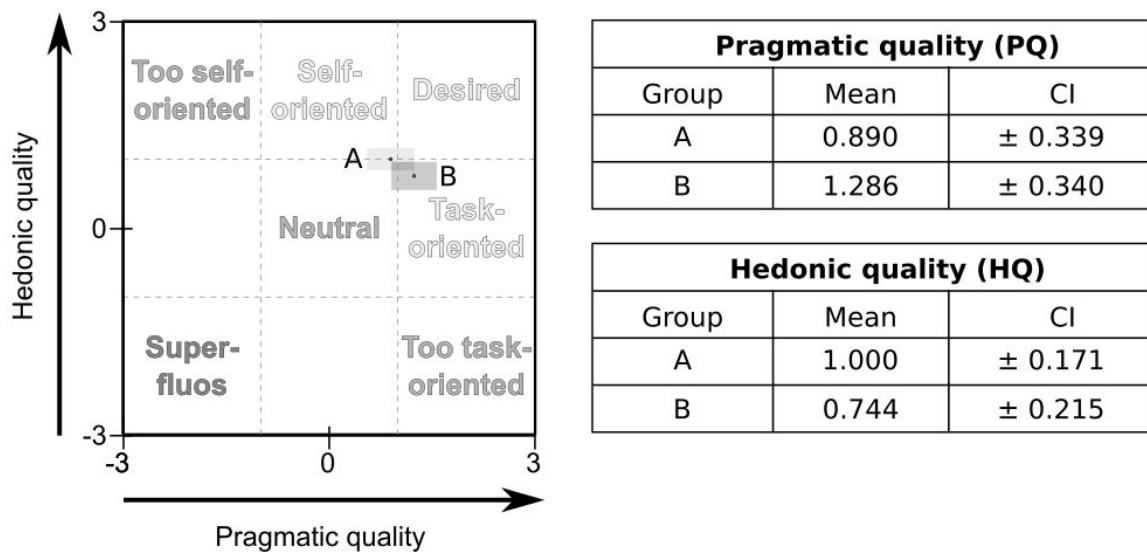 Hedonic quality
3
0
-3
-3
0
3
Pragmatic quality
Too self-
oriented
Self-
oriented
Desired
A
B
Neutral
Task-
oriented
Super-
fluos
Too task-
oriented
Pragmatic quality (PQ)
Group Mean CI
A 0.890 ± 0.339
B 1.286 ± 0.340
Hedonic quality (HQ)
Group Mean CI
A 1.000 ± 0.171
B 0.744 ± 0.215